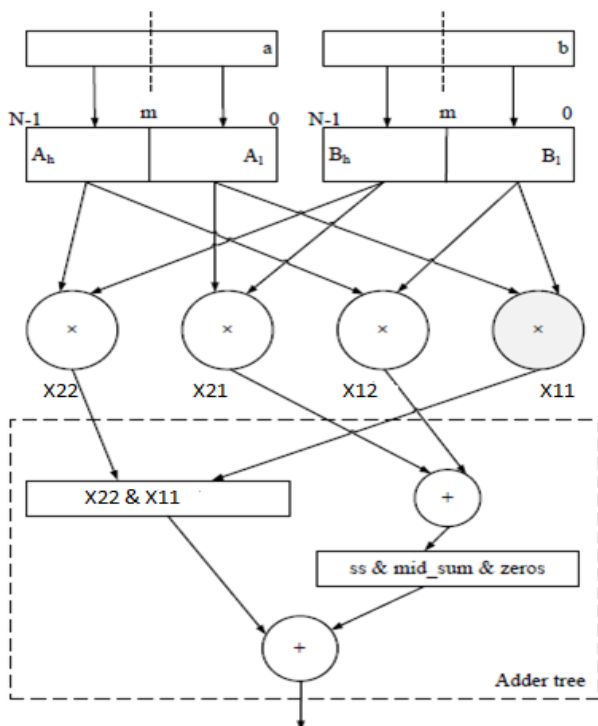 a b
N-1 m 0 N-1 m 0
Aₕ Aₗ Bₕ Bₗ
× × × ×
X22 X21 X12 X11
X22 & X11
+
ss & mid_sum & zeros
+
Adder tree